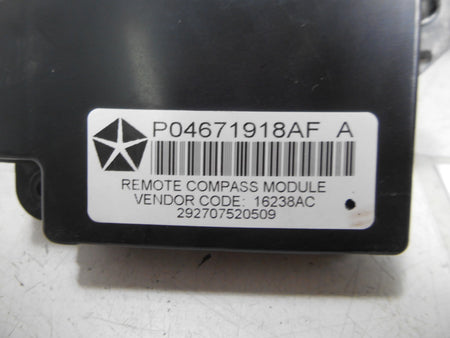 P04671918AF A
REMOTE COMPASS MODULE
VENDOR CODE: 16238AC
292707520509